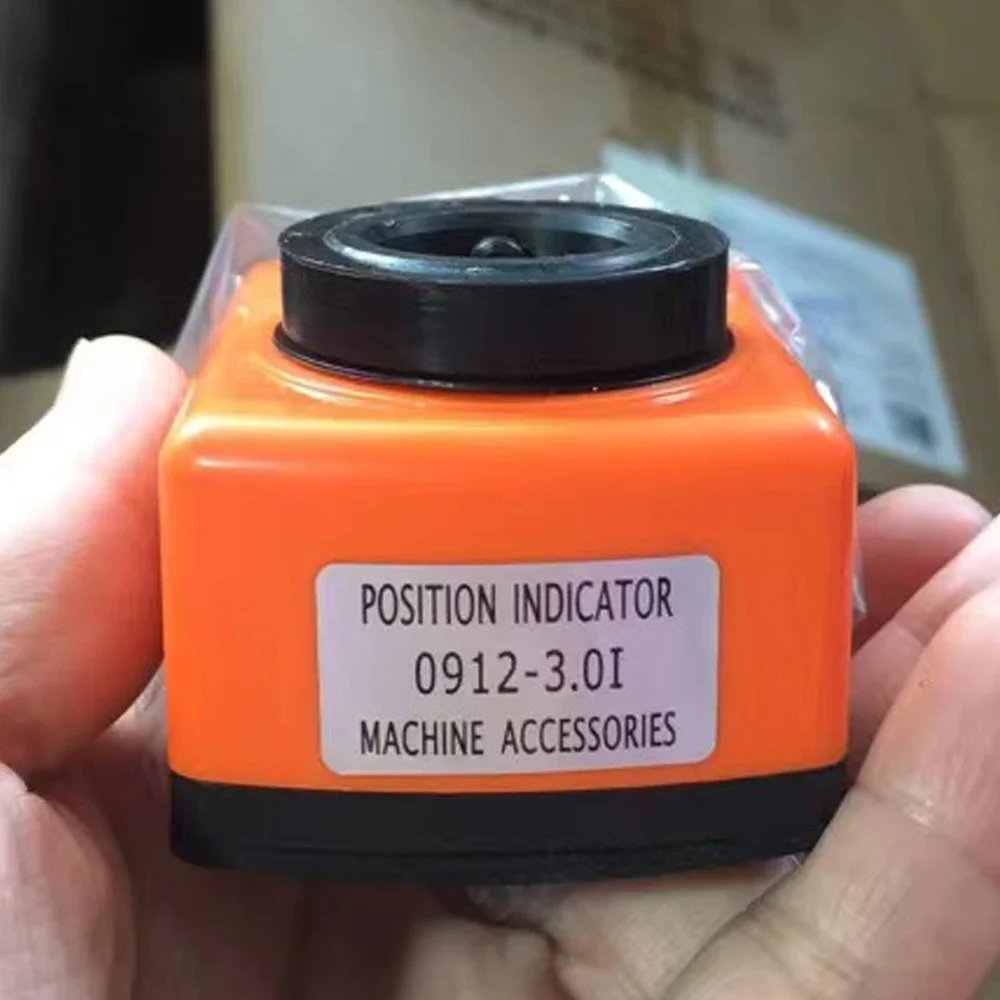 POSITION INDICATOR
0912-3.0I
MACHINE ACCESSORIES